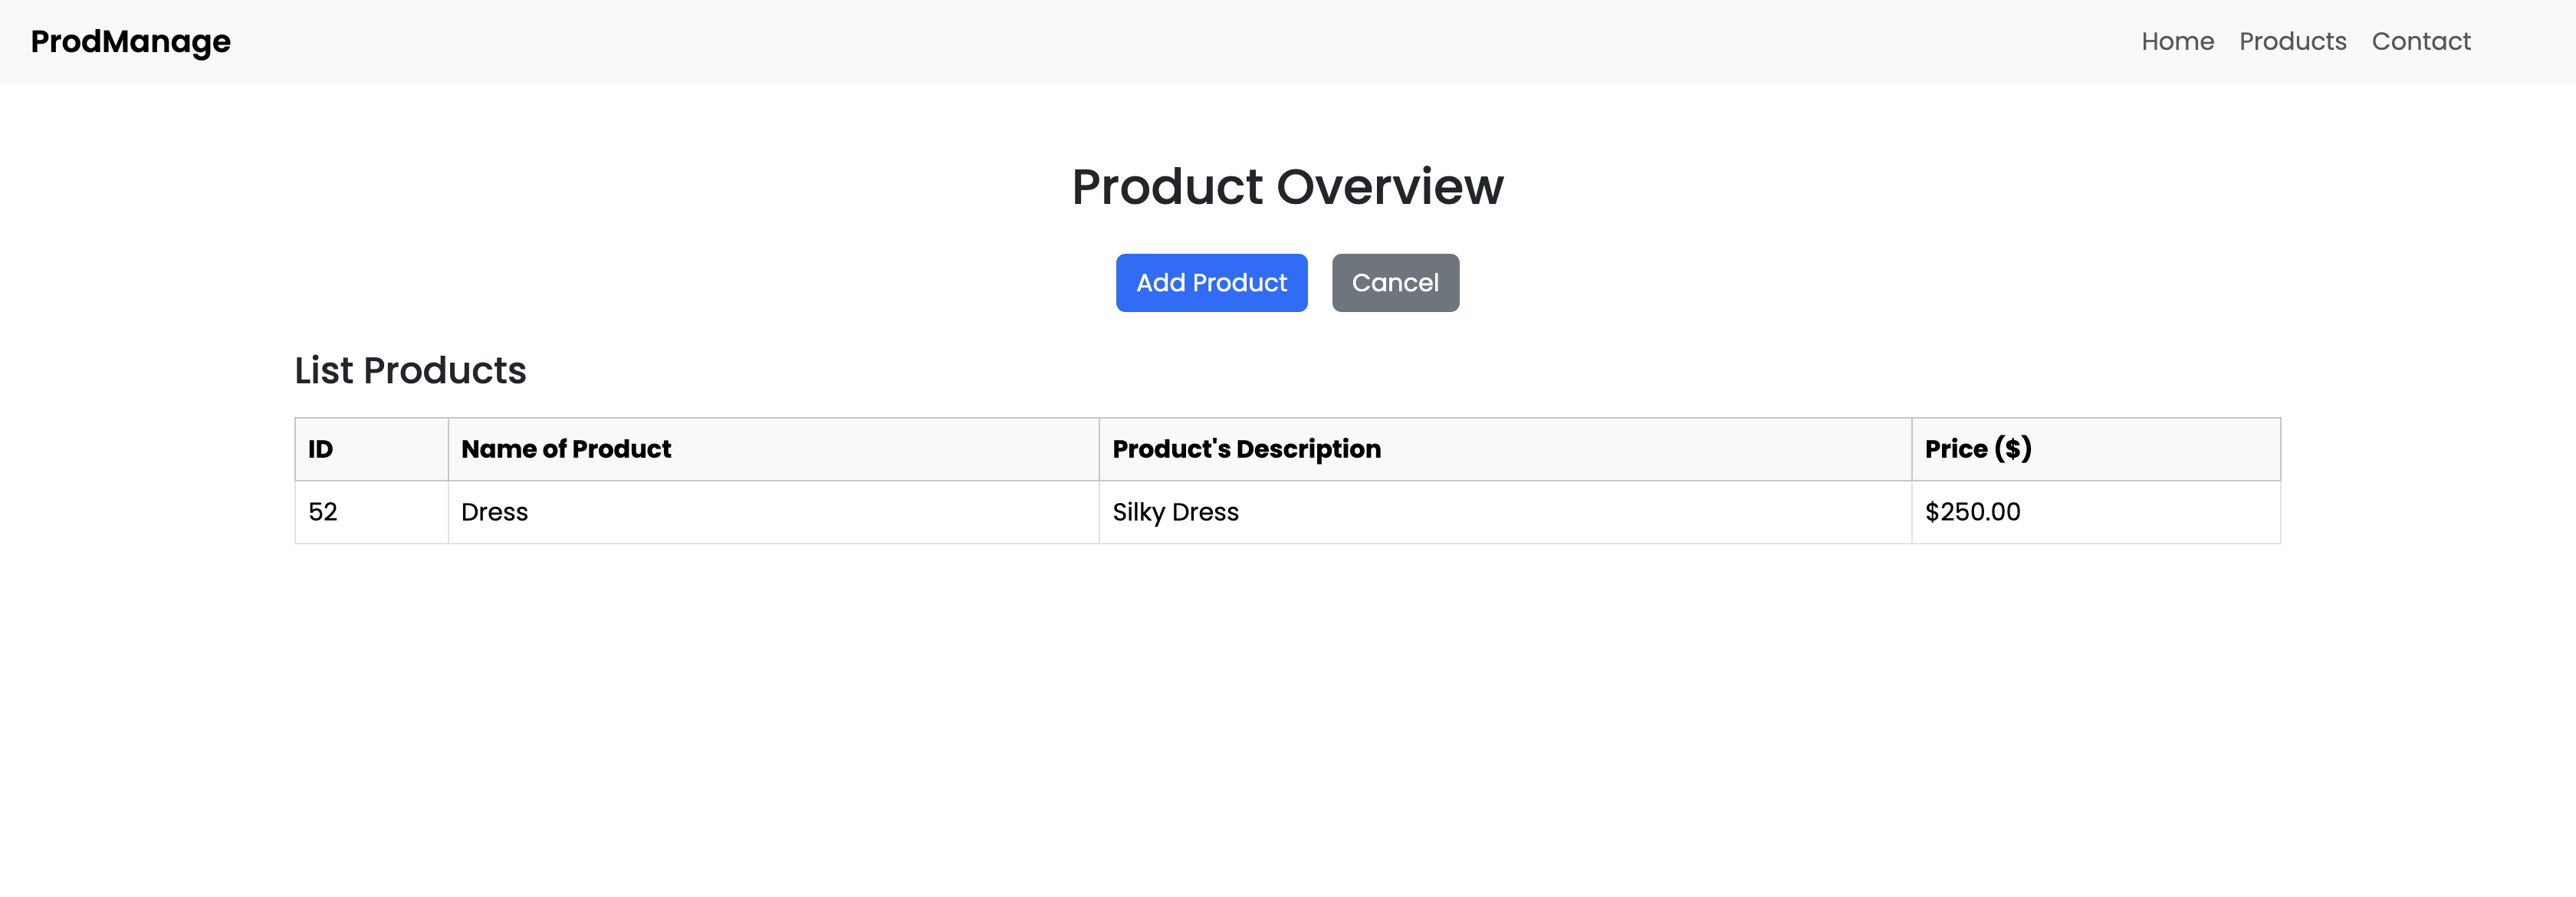 ProdManage Home Products Contact
Product Overview
Add Product Cancel
List Products
ID Name of Product Product's Description Price ($)
52 Dress Silky Dress $250.00